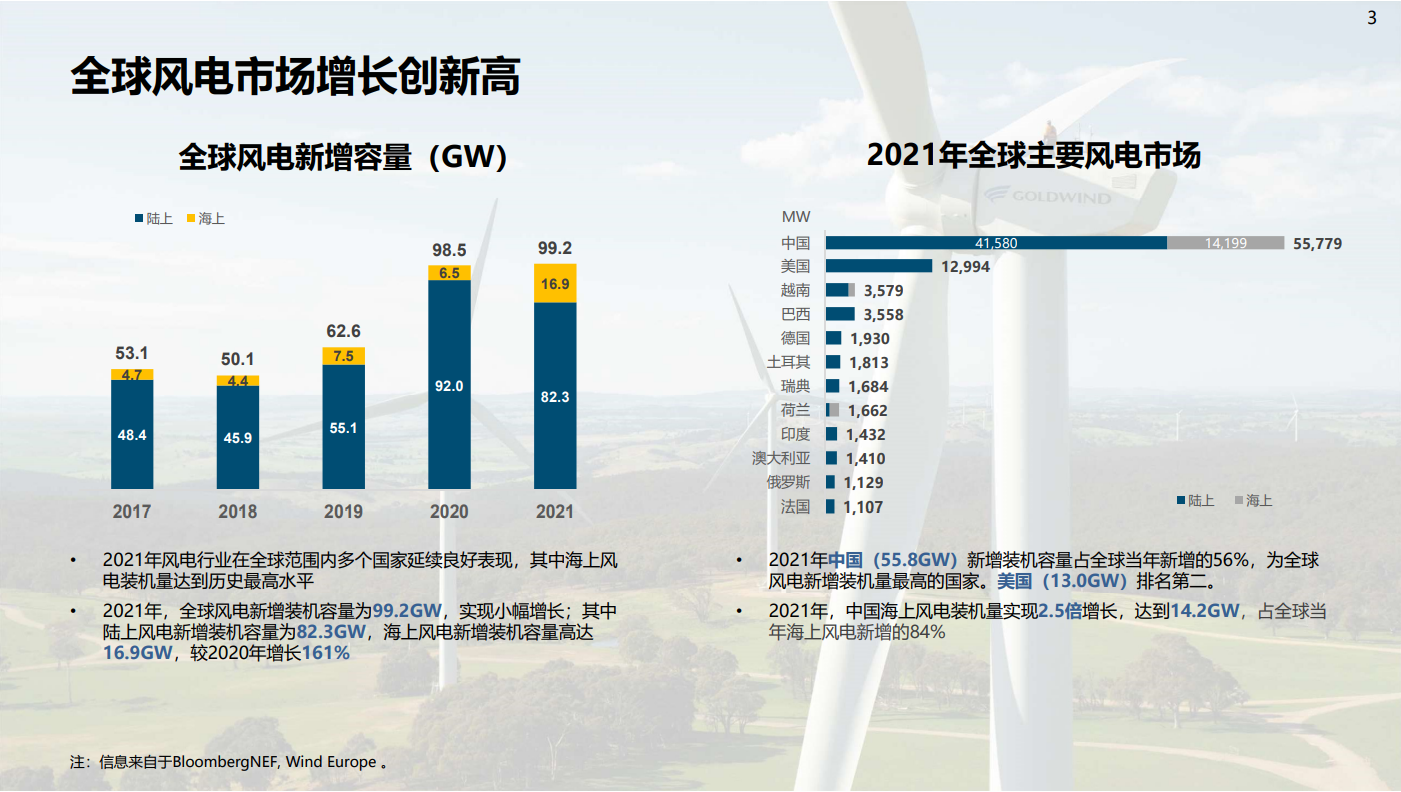 3
全球风电市场增长创新高
全球风电新增容量（GW）
陆上 海上
53.1
4.7
48.4
50.1
4.4
45.9
62.6
7.5
55.1
98.5
6.5
92.0
99.2
16.9
82.3
2017 2018 2019 2020 2021
• 2021年风电行业在全球范围内多个国家延续良好表现，其中海上风
电装机量达到历史最高水平
• 2021年，全球风电新增装机容量为99.2GW，实现小幅增长；其中
陆上风电新增装机容量为82.3GW，海上风电新增装机容量高达
16.9GW，较2020年增长161%
2021年全球主要风电市场
GOLDWIND
MW
中国 41,580 14,199 55,779
美国 12,994
越南 3,579
巴西 3,558
德国 1,930
土耳其 1,813
瑞典 1,684
荷兰 1,662
印度 1,432
澳大利亚 1,410
俄罗斯 1,129
法国 1,107
陆上 海上
• 2021年中国（55.8GW）新增装机容量占全球当年新增的56%，为全球
风电新增装机量最高的国家。美国（13.0GW）排名第二。
• 2021年，中国海上风电装机量实现2.5倍增长，达到14.2GW，占全球当
年海上风电新增的84%
注：信息来自于BloombergNEF, Wind Europe 。